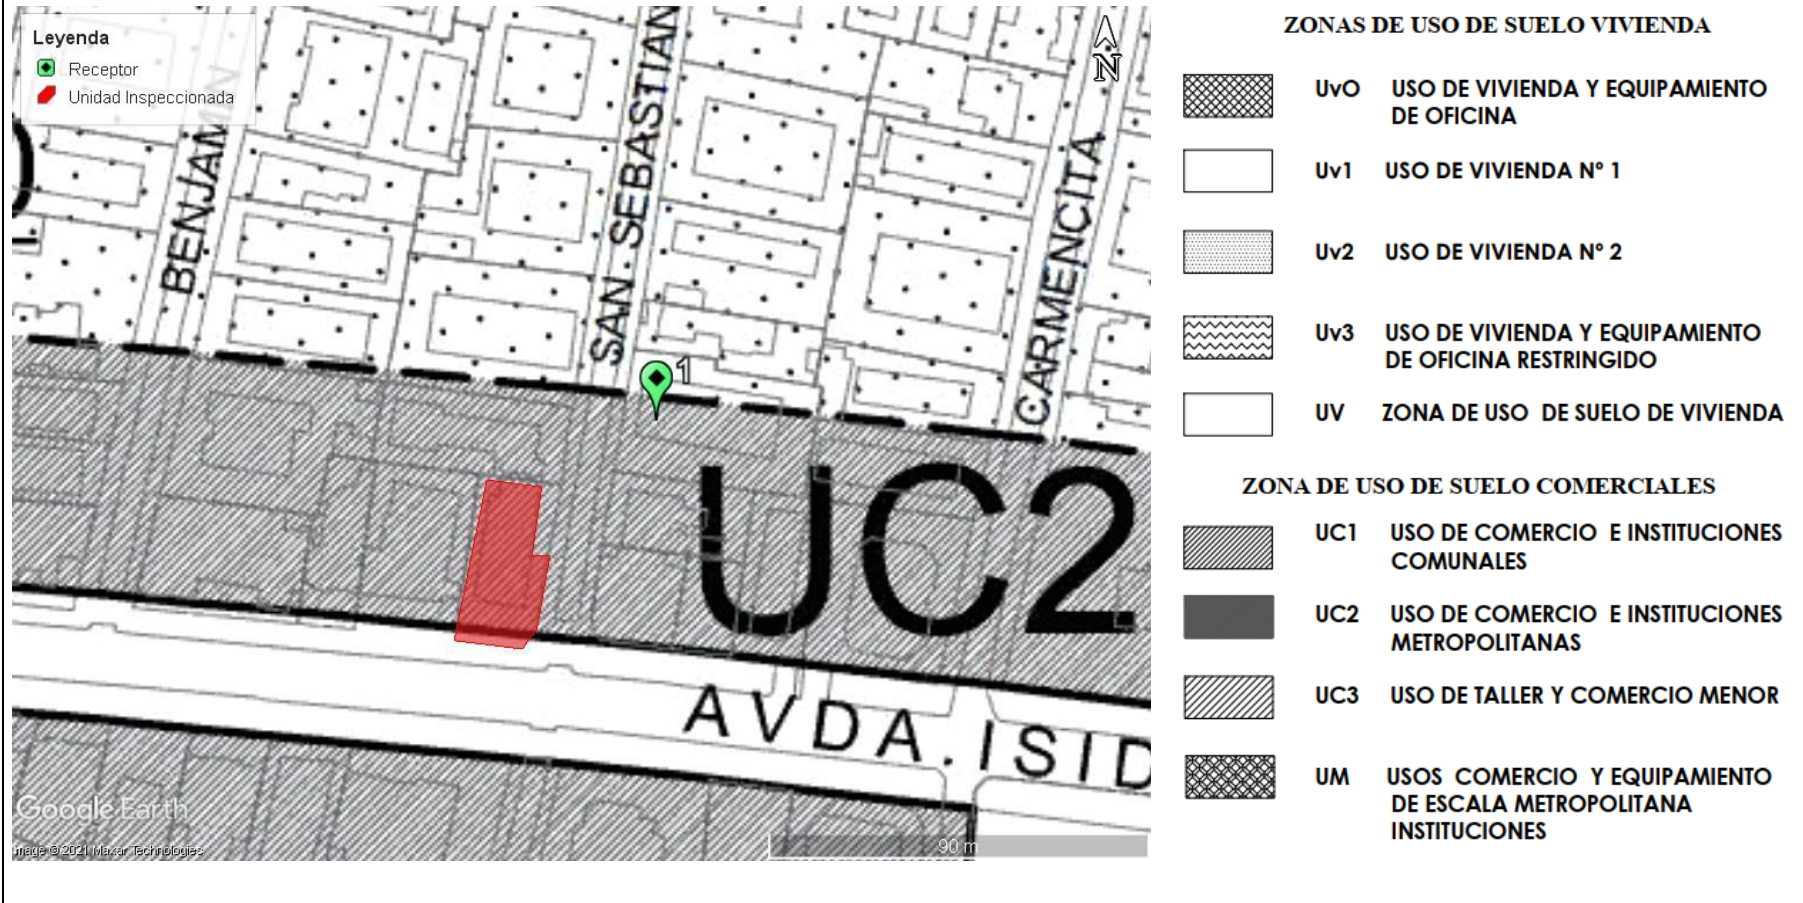 Leyenda
Receptor
Unidad Inspeccionada
BENJAMIN
SAN SEBASTIAN
CARMENCITA
N
1
UC2
AVDA. ISID
Google Earth
Image © 2021 Maxar Technologies
90 m
ZONAS DE USO DE SUELO VIVIENDA
UvO USO DE VIVIENDA Y EQUIPAMIENTO
DE OFICINA
Uv1 USO DE VIVIENDA Nº 1
Uv2 USO DE VIVIENDA Nº 2
Uv3 USO DE VIVIENDA Y EQUIPAMIENTO
DE OFICINA RESTRINGIDO
UV ZONA DE USO DE SUELO DE VIVIENDA
ZONA DE USO DE SUELO COMERCIALES
UC1 USO DE COMERCIO E INSTITUCIONES
COMUNALES
UC2 USO DE COMERCIO E INSTITUCIONES
METROPOLITANAS
UC3 USO DE TALLER Y COMERCIO MENOR
UM USOS COMERCIO Y EQUIPAMIENTO
DE ESCALA METROPOLITANA
INSTITUCIONES